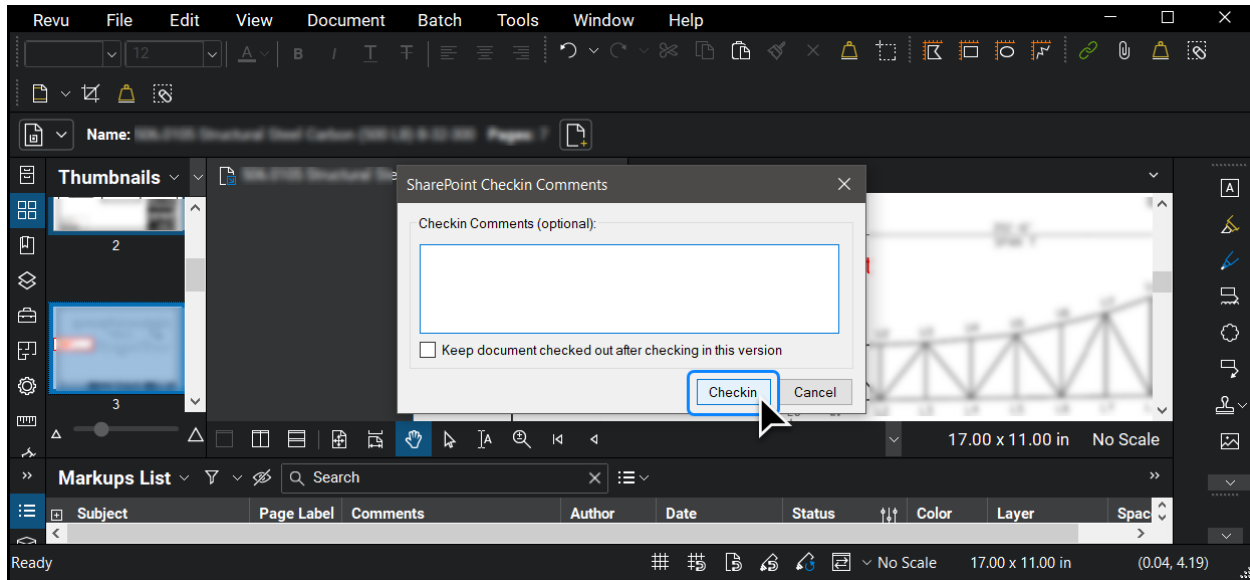 Revu File Edit View Document Batch Tools Window Help
12
Name:
Thumbnails
SharePoint Checkin Comments
Checkin Comments (optional):
2
Keep document checked out after checking in this version
Checkin Cancel
3
17.00 x 11.00 in No Scale
Markups List Search
Subject Page Label Comments Author Date Status Color Layer Spac
Ready No Scale 17.00 x 11.00 in (0.04, 4.19)